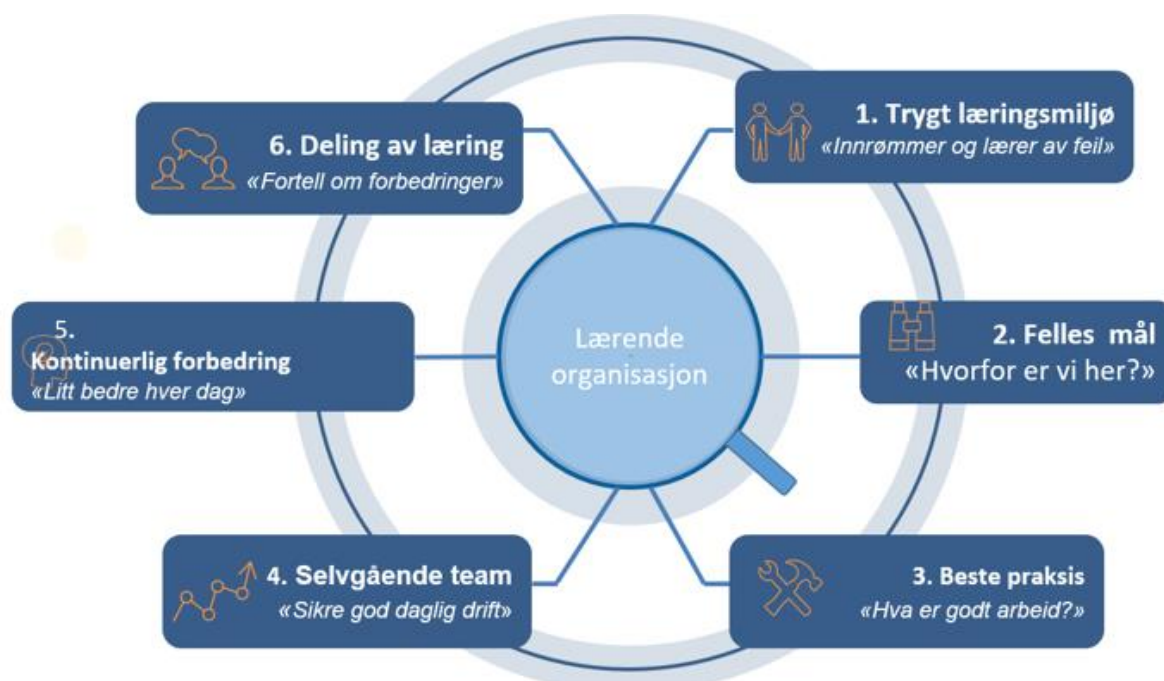 1. Trygt læringsmiljø
«Innrømmer og lærer av feil»
2. Felles mål
«Hvorfor er vi her?»
3. Beste praksis
«Hva er godt arbeid?»
4. Selvgående team
«Sikre god daglig drift»
5.
Kontinuerlig forbedring
«Litt bedre hver dag»
6. Deling av læring
«Fortell om forbedringer»
Lærende
organisasjon